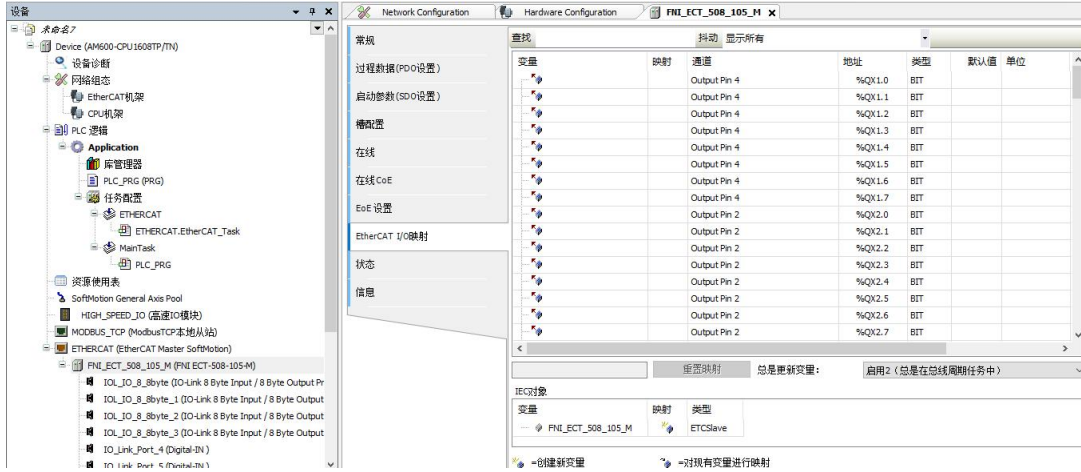 设备
未命名7
Device (AM600-CPU1608TP/TN)
设备诊断
网络组态
EtherCAT机架
CPU机架
PLC 逻辑
Application
库管理器
PLC_PRG (PRG)
任务配置
ETHERCAT
ETHERCAT.EtherCAT_Task
MainTask
PLC_PRG
资源使用表
SoftMotion General Axis Pool
HIGH_SPEED_IO (高速IO模块)
MODBUS_TCP (ModbusTCP本地从站)
ETHERCAT (EtherCAT Master SoftMotion)
FNI_ECT_508_105_M (FNI ECT-508-105-M)
IOL_IO_8_8byte (IO-Link 8 Byte Input / 8 Byte Output Pr
IOL_IO_8_8byte_1 (IO-Link 8 Byte Input / 8 Byte Output
IOL_IO_8_8byte_2 (IO-Link 8 Byte Input / 8 Byte Output
IOL_IO_8_8byte_3 (IO-Link 8 Byte Input / 8 Byte Output
IO_Link_Port_4 (Digital-IN )
IO_Link_Port_5 (Digital-IN )
Network Configuration
Hardware Configuration
FNI_ECT_508_105_M
常规
过程数据(PDO设置)
启动参数(SDO设置)
槽配置
在线
在线CoE
EoE 设置
EtherCAT I/O映射
状态
信息
查找 抖动 显示所有
变量 映射 通道 地址 类型 默认值 单位
Output Pin 4 %QX1.0 BIT
Output Pin 4 %QX1.1 BIT
Output Pin 4 %QX1.2 BIT
Output Pin 4 %QX1.3 BIT
Output Pin 4 %QX1.4 BIT
Output Pin 4 %QX1.5 BIT
Output Pin 4 %QX1.6 BIT
Output Pin 4 %QX1.7 BIT
Output Pin 2 %QX2.0 BIT
Output Pin 2 %QX2.1 BIT
Output Pin 2 %QX2.2 BIT
Output Pin 2 %QX2.3 BIT
Output Pin 2 %QX2.4 BIT
Output Pin 2 %QX2.5 BIT
Output Pin 2 %QX2.6 BIT
Output Pin 2 %QX2.7 BIT
重置映射 总是更新变量: 启用2 (总是在总线周期任务中)
IEC对象
变量 映射 类型
FNI_ECT_508_105_M ETCSlave
=创建新变量 =对现有变量进行映射